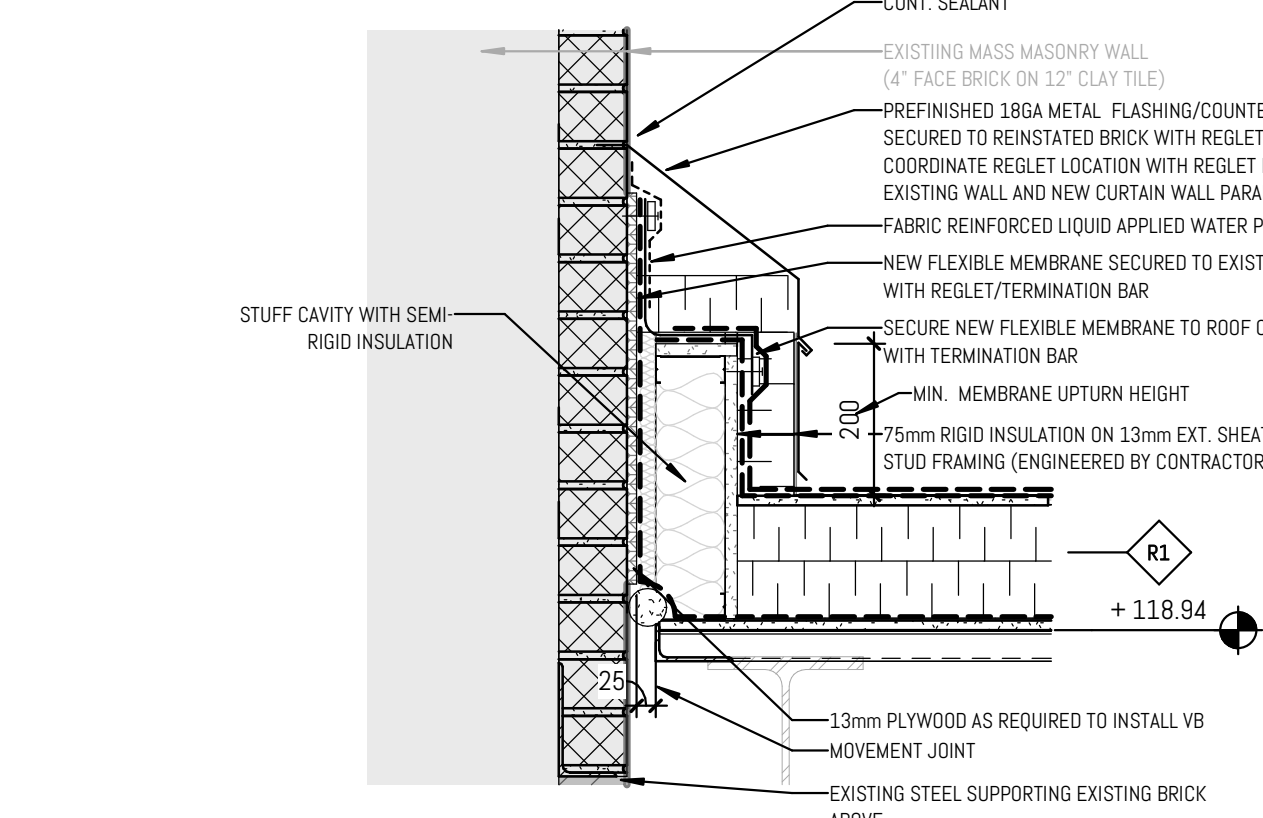 CONT. SEALANT
EXISTIING MASS MASONRY WALL
(4" FACE BRICK ON 12" CLAY TILE)
PREFINISHED 18GA METAL FLASHING/COUNTE
SECURED TO REINSTATED BRICK WITH REGLET
COORDINATE REGLET LOCATION WITH REGLET
EXISTING WALL AND NEW CURTAIN WALL PARA
FABRIC REINFORCED LIQUID APPLIED WATER P
NEW FLEXIBLE MEMBRANE SECURED TO EXIST
WITH REGLET/TERMINATION BAR
STUFF CAVITY WITH SEMI-
RIGID INSULATION
SECURE NEW FLEXIBLE MEMBRANE TO ROOF
WITH TERMINATION BAR
MIN. MEMBRANE UPTURN HEIGHT
200
75mm RIGID INSULATION ON 13mm EXT. SHEAT
STUD FRAMING (ENGINEERED BY CONTRACTOR
R1
+ 118.94
25
13mm PLYWOOD AS REQUIRED TO INSTALL VB
MOVEMENT JOINT
EXISTING STEEL SUPPORTING EXISTING BRICK
ABOVE